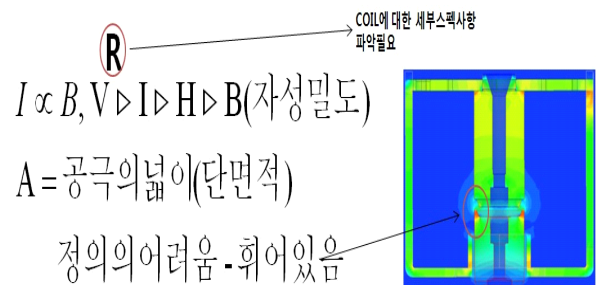 COIL에 대한 세부스펙사항
파악필요
R
I ∝ B, V ▷ I ▷ H ▷ B(자성밀도)
A = 공극의넓이(단면적)
정의의어려움 - 휘어있음